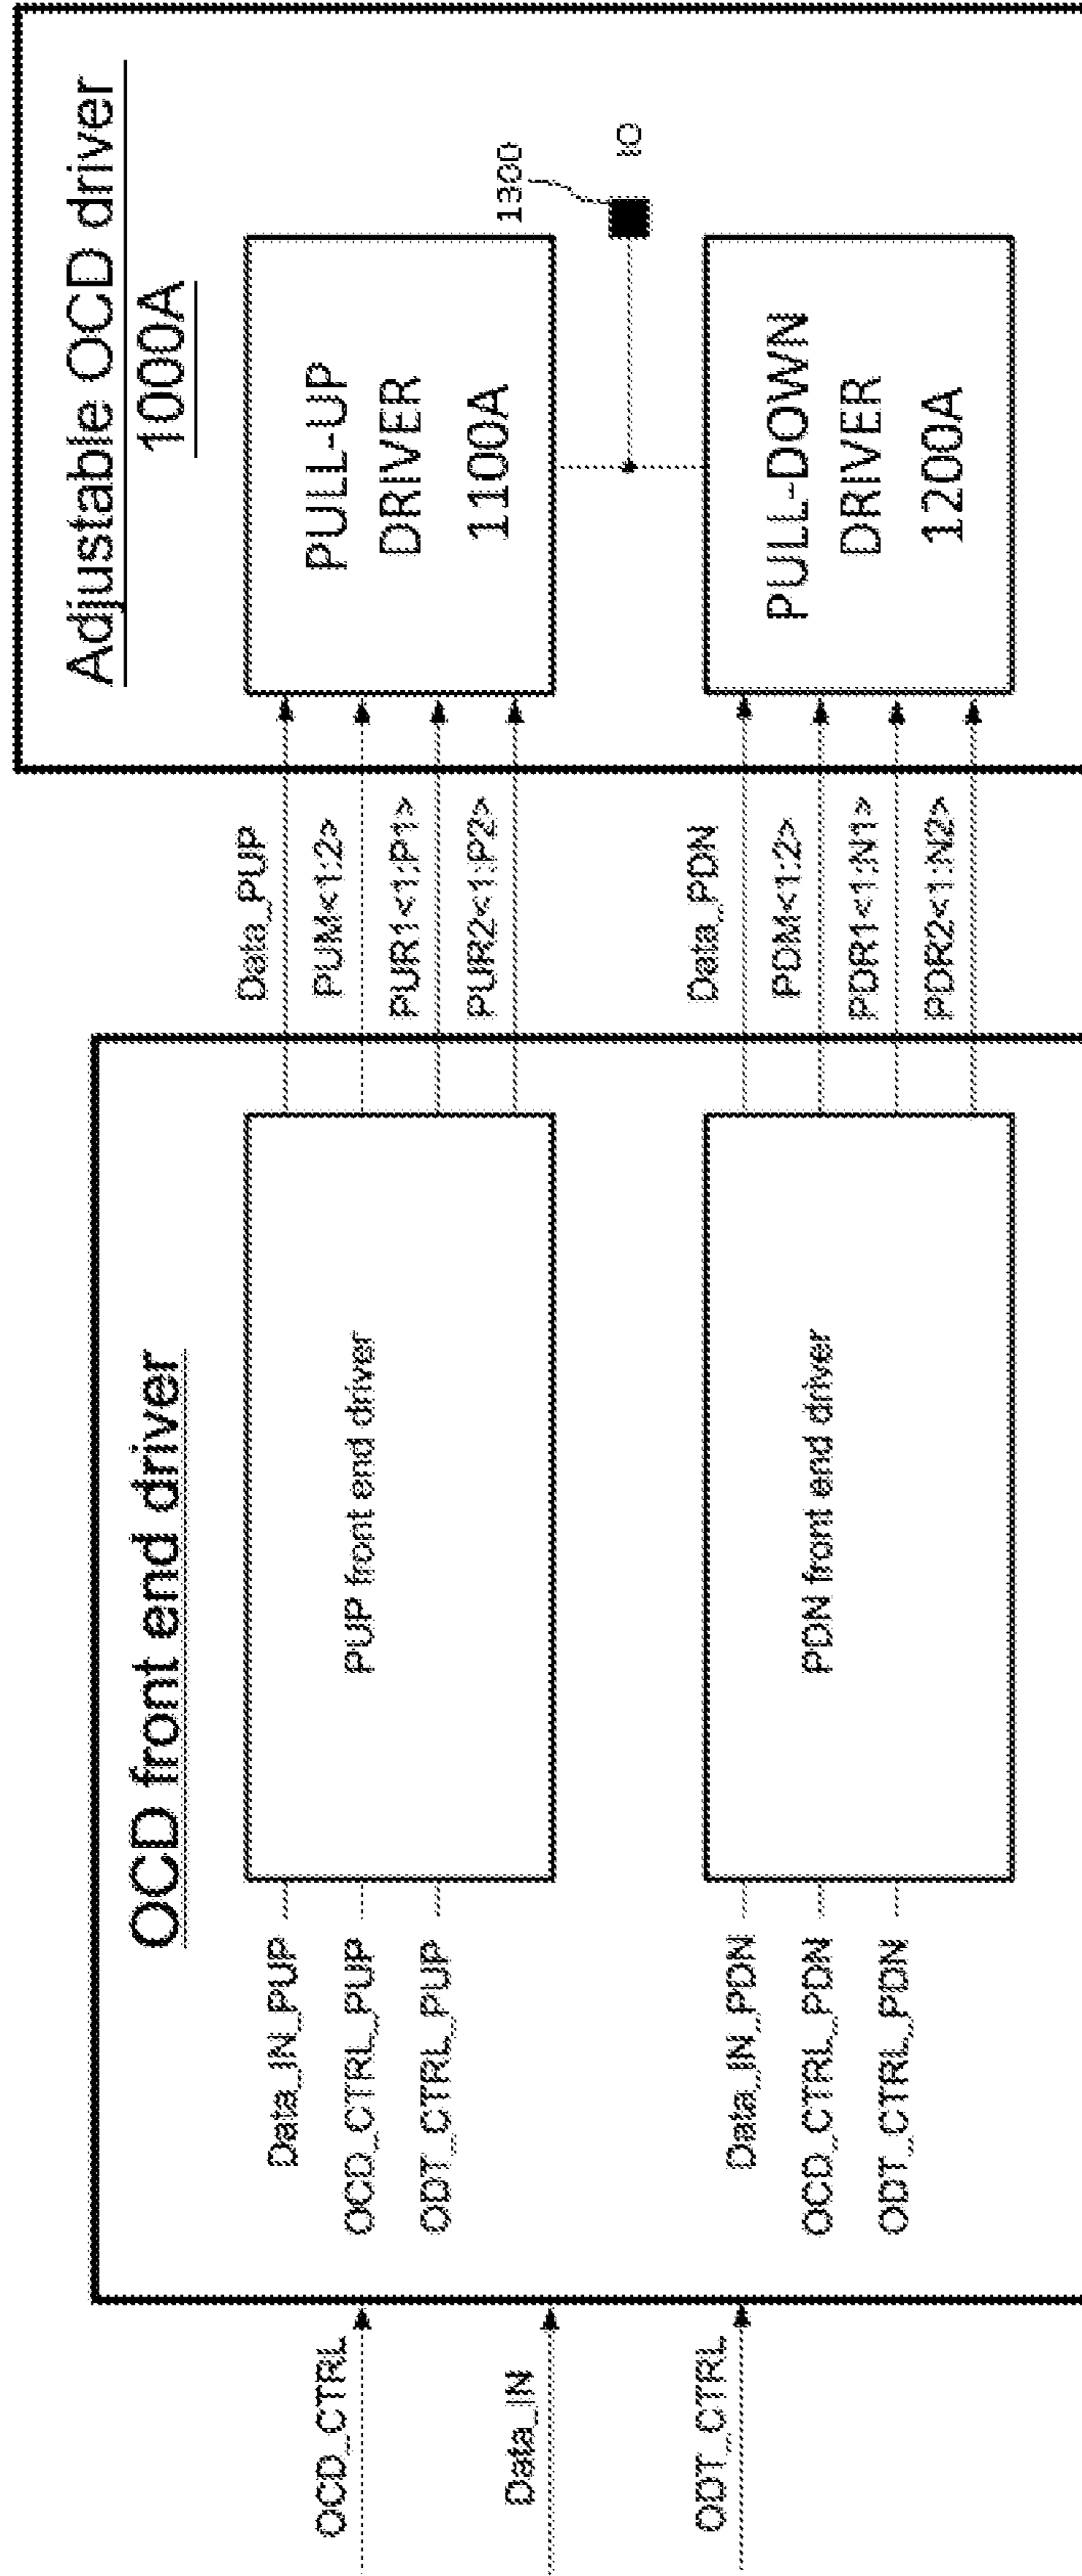 OCD front end driver
OCD_CTRL
Data_IN
ODT_CTRL
Data_IN_PUP
OCD_CTRL_PUP
ODT_CTRL_PUP
PUP front end driver
Data_IN_PDN
OCD_CTRL_PDN
ODT_CTRL_PDN
PDN front end driver
Data_PUP
PUM<1:2>
PUR1<1:P1>
PUR2<1:P2>
Data_PDN
PDM<1:2>
PDR1<1:N1>
PDR2<1:N2>
Adjustable OCD driver
1000A
PULL-UP
DRIVER
1100A
1300
IO
PULL-DOWN
DRIVER
1200A